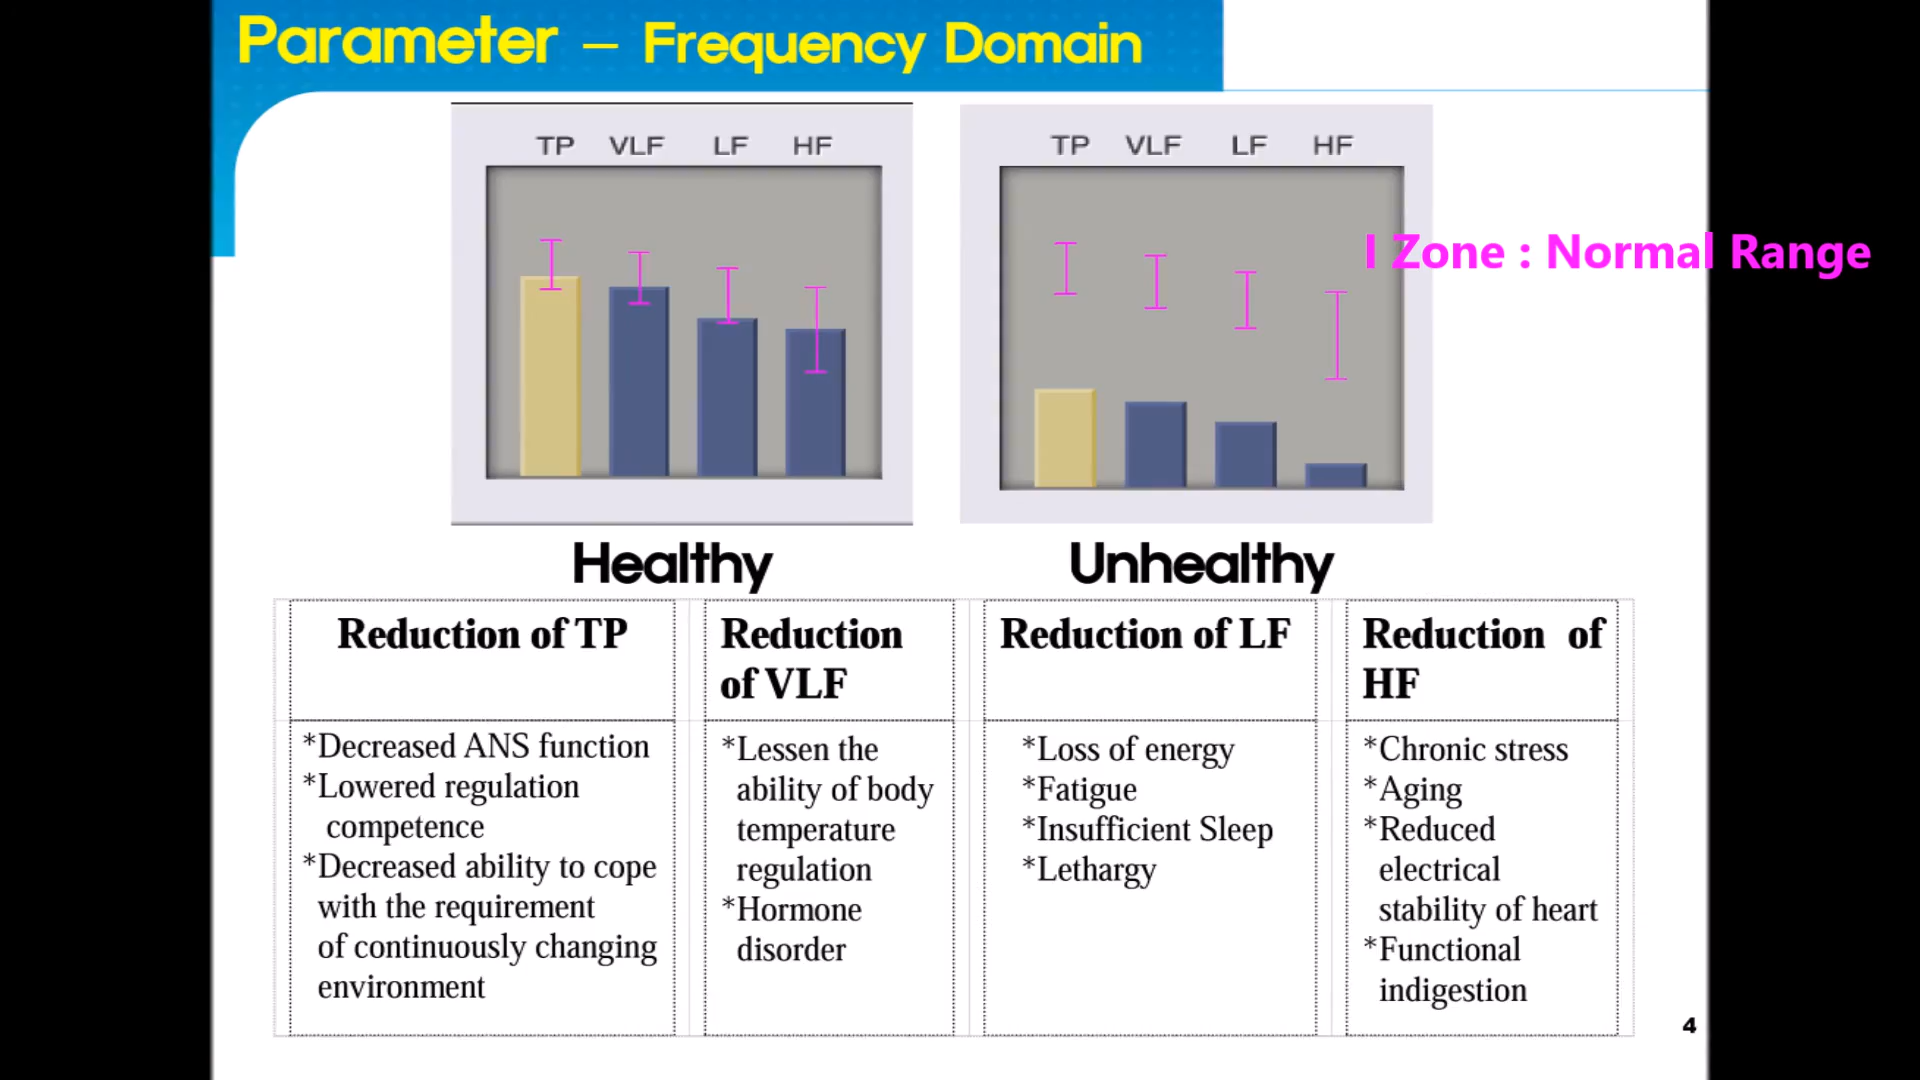 Parameter – Frequency Domain
TP VLF LF HF
TP VLF LF HF
I Zone : Normal Range
Healthy
Unhealthy
Reduction of TP
*Decreased ANS function
*Lowered regulation
competence
*Decreased ability to cope
with the requirement
of continuously changing
environment
Reduction
of VLF
*Lessen the
ability of body
temperature
regulation
*Hormone
disorder
Reduction of LF
*Loss of energy
*Fatigue
*Insufficient Sleep
*Lethargy
Reduction of
HF
*Chronic stress
*Aging
*Reduced
electrical
stability of heart
*Functional
indigestion
4